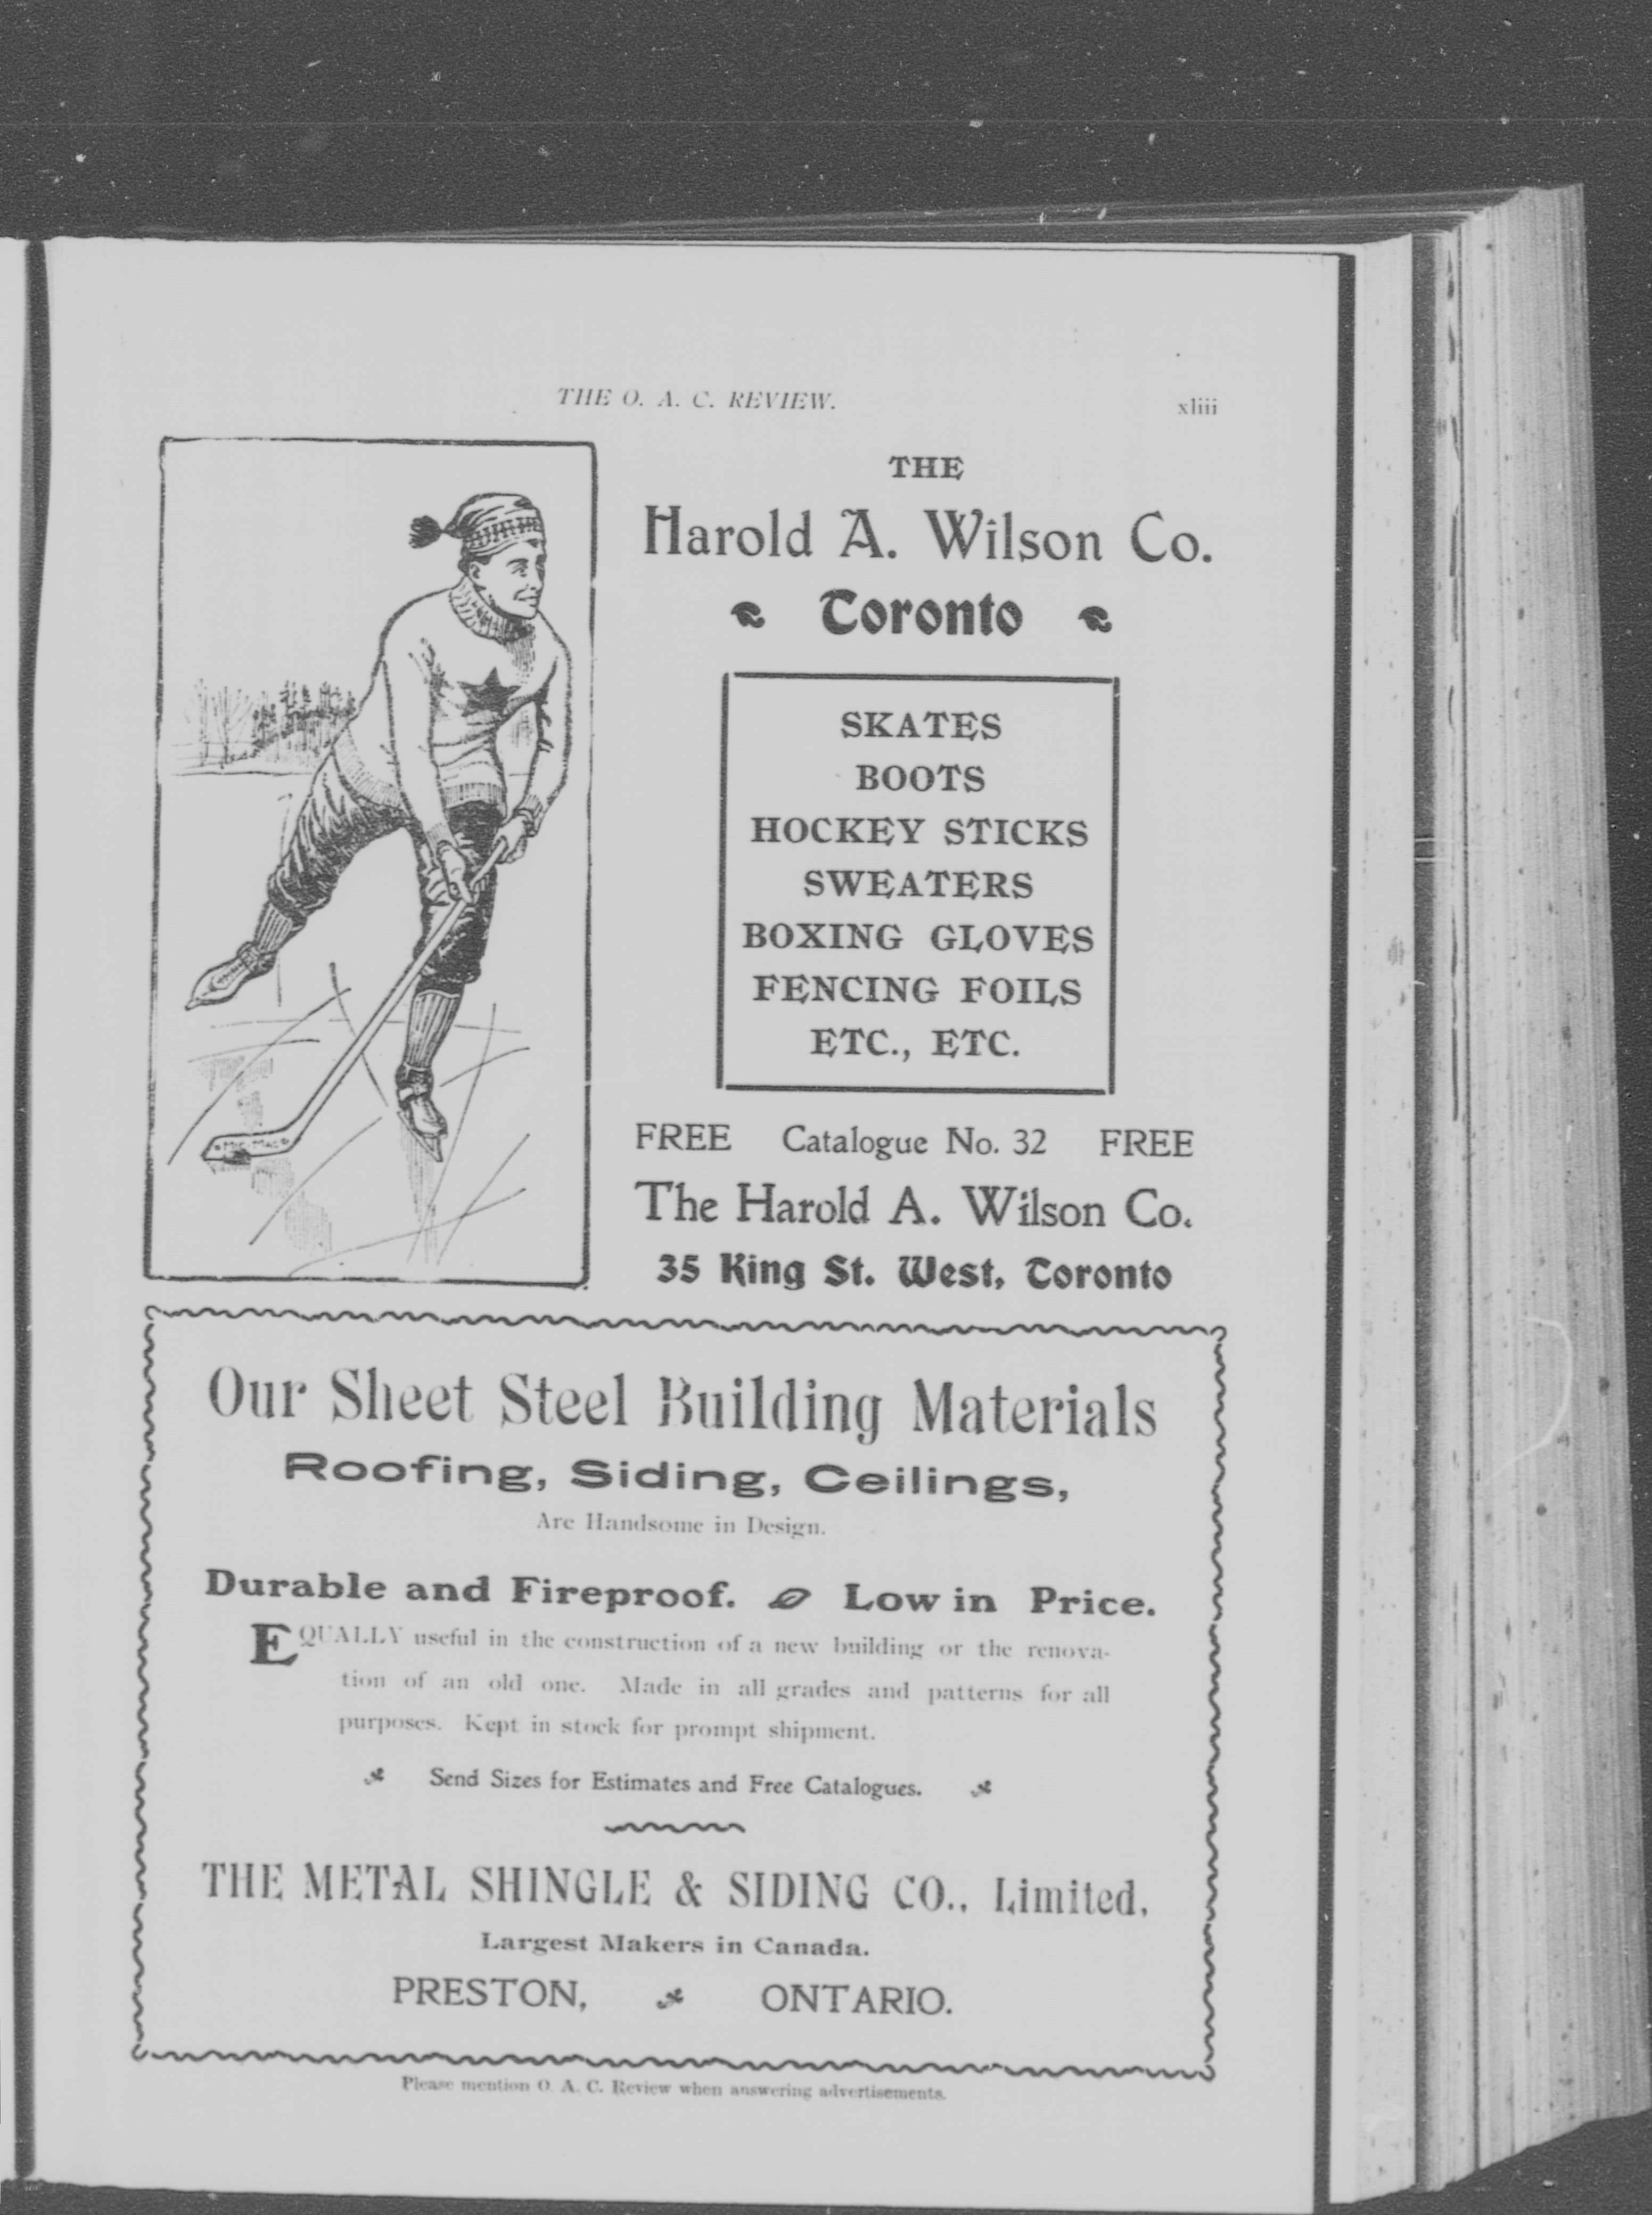 THE O. A. C. REVIEW. xliii
THE
Harold A. Wilson Co.
Toronto
SKATES
BOOTS
HOCKEY STICKS
SWEATERS
BOXING GLOVES
FENCING FOILS
ETC., ETC.
FREE Catalogue No. 32 FREE
The Harold A. Wilson Co.
35 King St. West, Toronto
Our Sheet Steel Building Materials
Roofing, Siding, Ceilings,
Are Handsome in Design.
Durable and Fireproof. Low in Price.
EQUALLY useful in the construction of a new building or the renova-
tion of an old one. Made in all grades and patterns for all
purposes. Kept in stock for prompt shipment.
Send Sizes for Estimates and Free Catalogues.
THE METAL SHINGLE & SIDING CO., Limited,
Largest Makers in Canada.
PRESTON, ONTARIO.
Please mention O. A. C. Review when answering advertisements.